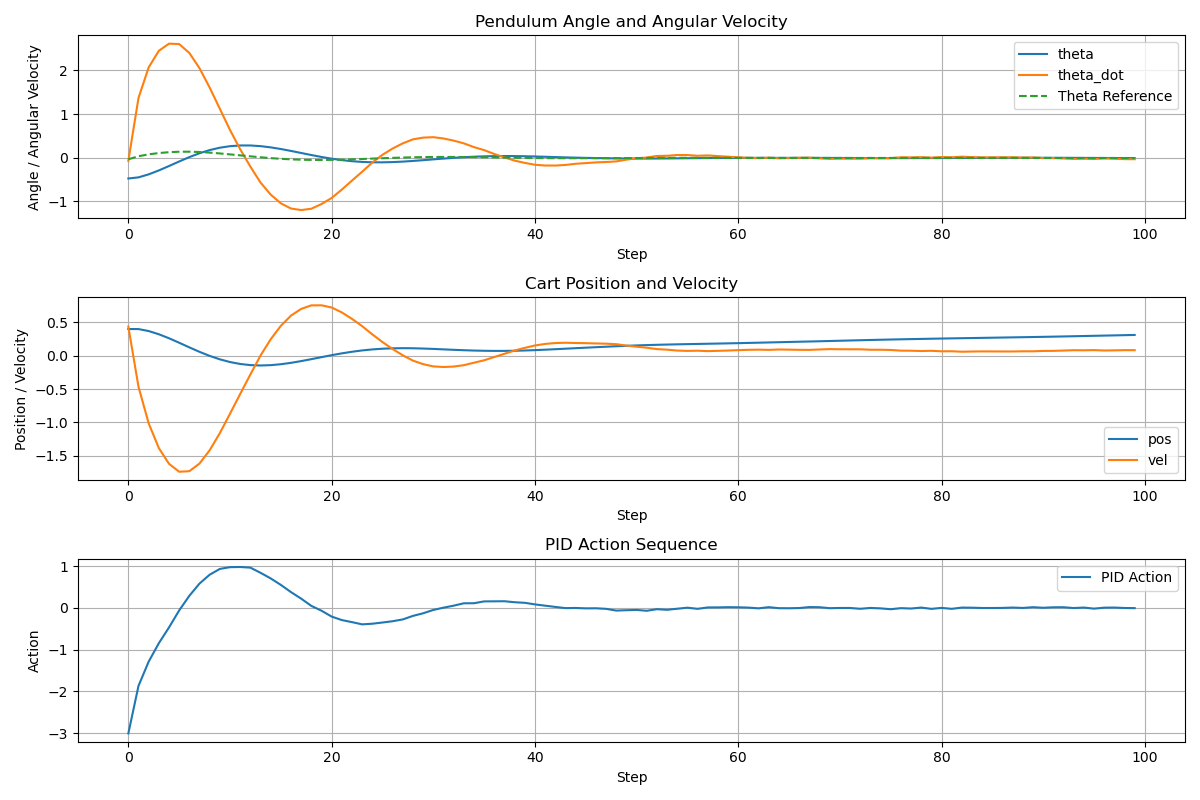 Pendulum Angle and Angular Velocity
Angle / Angular Velocity
2
1
0
−1
theta
theta_dot
Theta Reference
0 20 40 60 80 100
Step
Cart Position and Velocity
Position / Velocity
0.5
0.0
−0.5
−1.0
−1.5
pos
vel
0 20 40 60 80 100
Step
PID Action Sequence
Action
1
0
−1
−2
−3
PID Action
0 20 40 60 80 100
Step